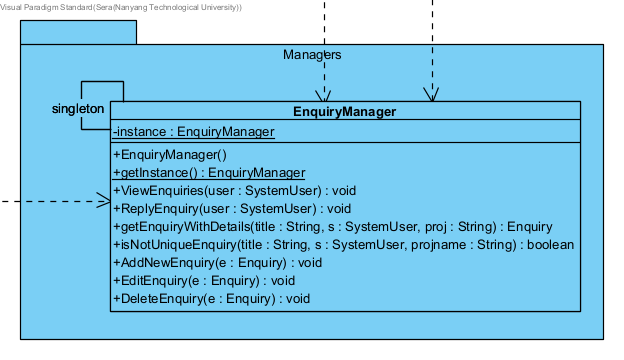 Visual Paradigm Standard(Sera(Nanyang Technological University))
Managers
singleton
EnquiryManager
-instance : EnquiryManager
+EnquiryManager()
+getInstance() : EnquiryManager
+ViewEnquiries(user : SystemUser) : void
+ReplyEnquiry(user : SystemUser) : void
+getEnquiryWithDetails(title : String, s : SystemUser, proj : String) : Enquiry
+isNotUniqueEnquiry(title : String, s : SystemUser, projname : String) : boolean
+AddNewEnquiry(e : Enquiry) : void
+EditEnquiry(e : Enquiry) : void
+DeleteEnquiry(e : Enquiry) : void